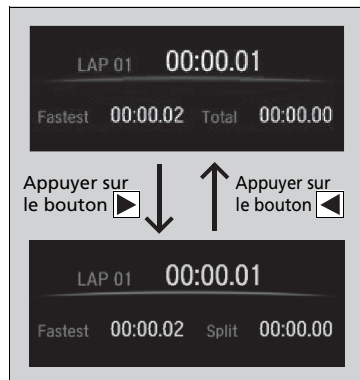 LAP 01 00:00.01
Fastest 00:00.02 Total 00:00.00
Appuyer sur
le bouton
Appuyer sur
le bouton
LAP 01 00:00.01
Fastest 00:00.02 Split 00:00.00